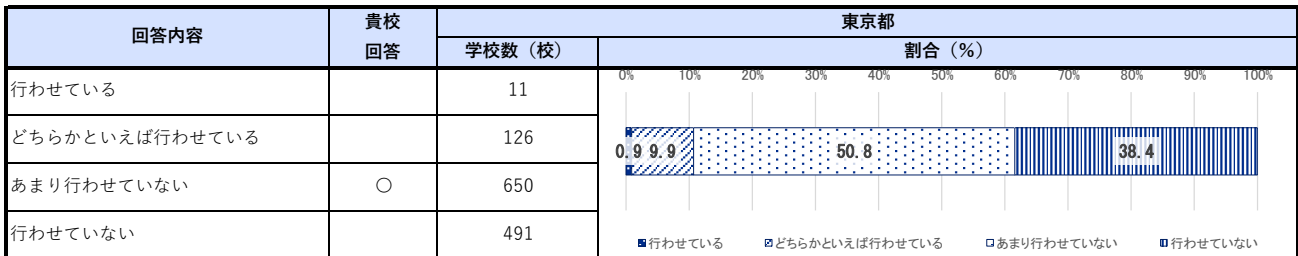 回答内容 貴校回答 東京都
学校数（校） 割合（%）
行わせている 11
どちらかといえば行わせている 126
あまり行わせていない ○ 650
行わせていない 491
0% 10% 20% 30% 40% 50% 60% 70% 80% 90% 100%
0.9 9.9 50.8 38.4
行わせている どちらかといえば行わせている あまり行わせていない 行わせていない